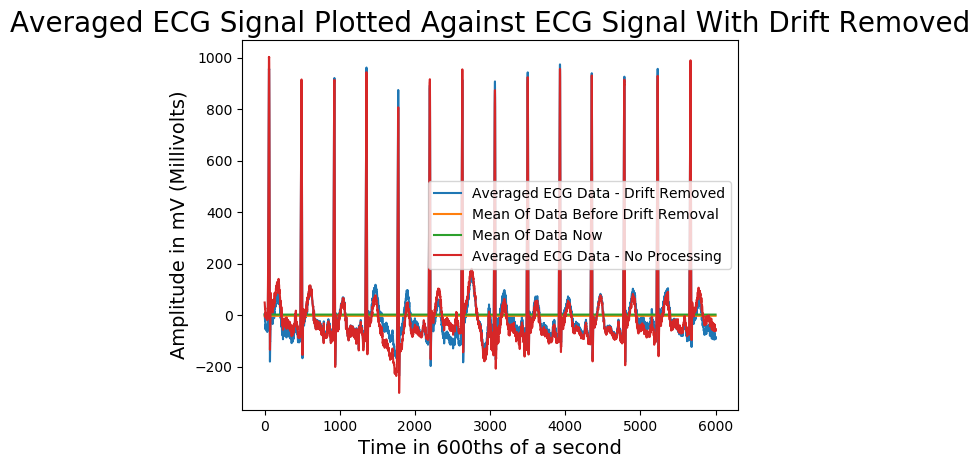 Averaged ECG Signal Plotted Against ECG Signal With Drift Removed
Amplitude in mV (Millivolts)
1000
800
600
400
200
0
−200
Averaged ECG Data - Drift Removed
Mean Of Data Before Drift Removal
Mean Of Data Now
Averaged ECG Data - No Processing
0 1000 2000 3000 4000 5000 6000
Time in 600ths of a second